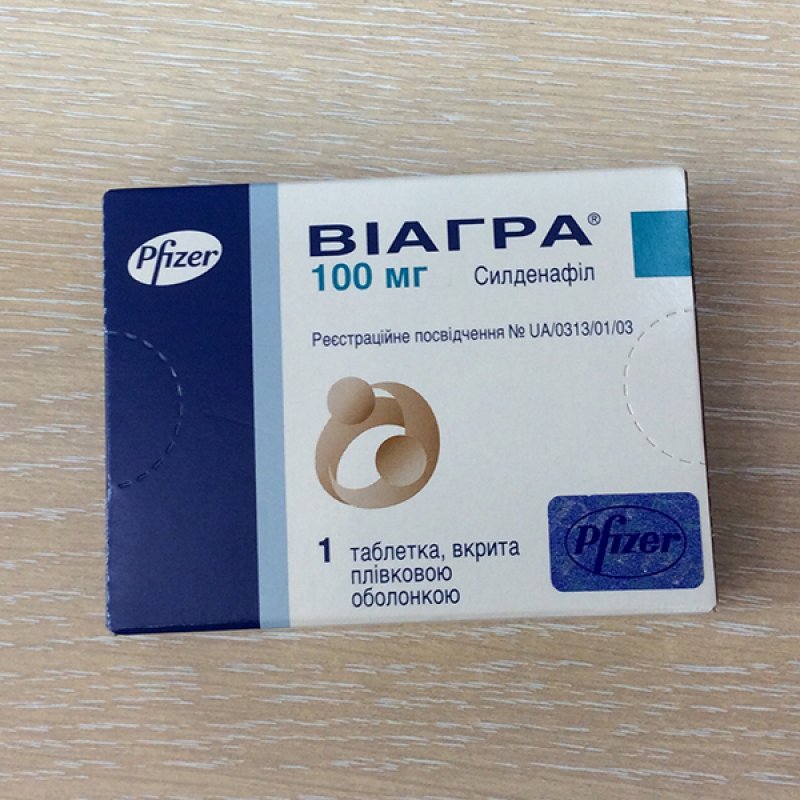 Pfizer
ВІАГРА®
100 мг Силденафіл
Реєстраційне посвідчення № UA/0313/01/03
1 таблетка, вкрита
плівковою
оболонкою
Pfizer